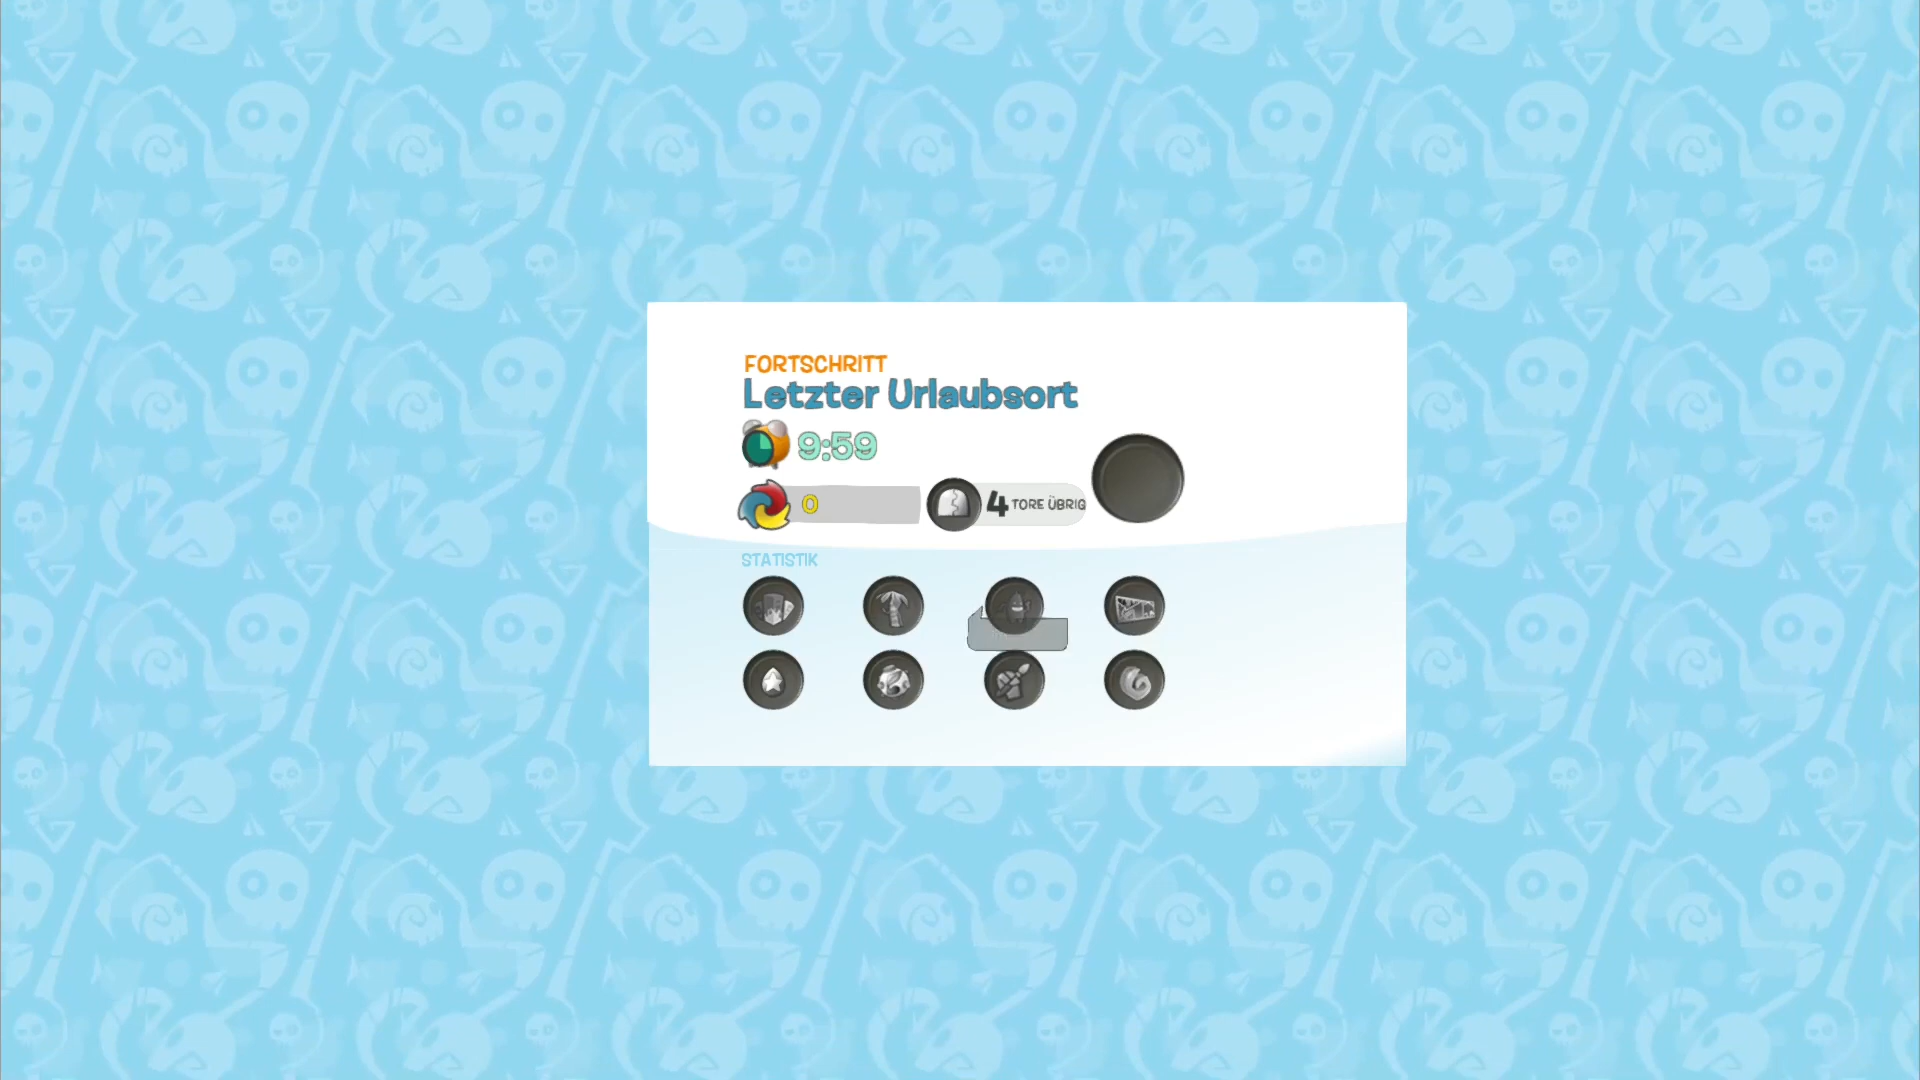 FORTSCHRITT
Letzter Urlaubsort
9:59
0
4 TORE ÜBRIG
STATISTIK